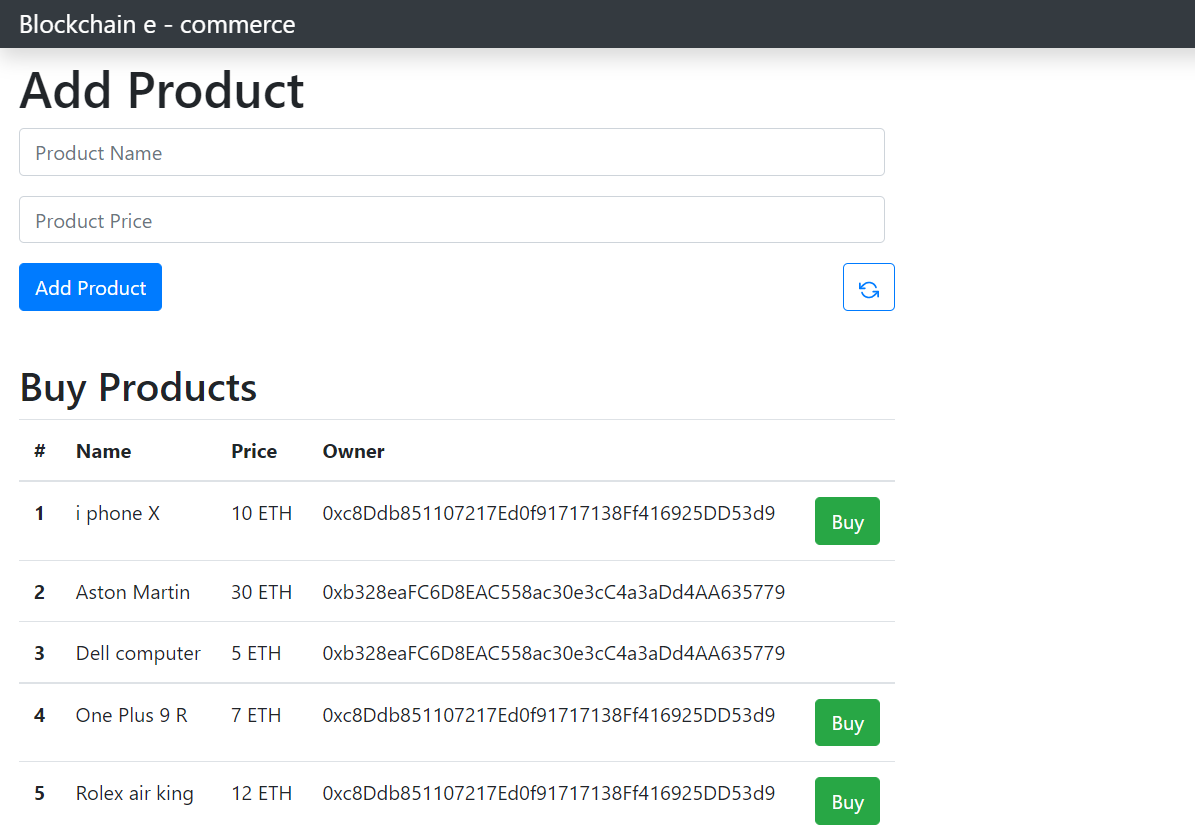 Blockchain e - commerce
Add Product
Product Name
Product Price
Add Product
Buy Products
# Name Price Owner
1 i phone X 10 ETH 0xc8Ddb851107217Ed0f91717138Ff416925DD53d9 Buy
2 Aston Martin 30 ETH 0xb328eaFC6D8EAC558ac30e3cC4a3aDd4AA635779
3 Dell computer 5 ETH 0xb328eaFC6D8EAC558ac30e3cC4a3aDd4AA635779
4 One Plus 9 R 7 ETH 0xc8Ddb851107217Ed0f91717138Ff416925DD53d9 Buy
5 Rolex air king 12 ETH 0xc8Ddb851107217Ed0f91717138Ff416925DD53d9 Buy